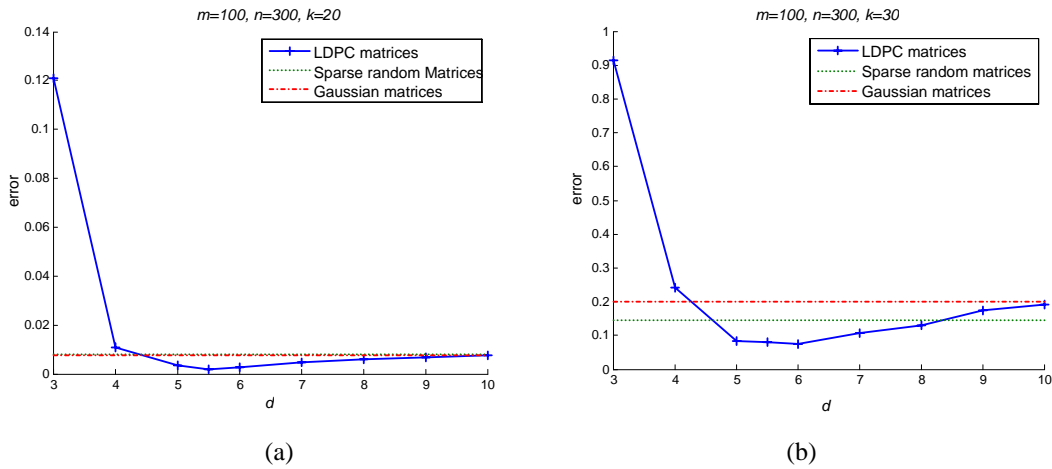 m=100, n=300, k=20
0.14
0.12
0.1
0.08
0.06
0.04
0.02
0
error
LDPC matrices
Sparse random Matrices
Gaussian matrices
3 4 5 6 7 8 9 10
d
(a)
m=100, n=300, k=30
1
0.9
0.8
0.7
0.6
0.5
0.4
0.3
0.2
0.1
0
error
LDPC matrices
Sparse random matrices
Gaussian matrices
3 4 5 6 7 8 9 10
d
(b)